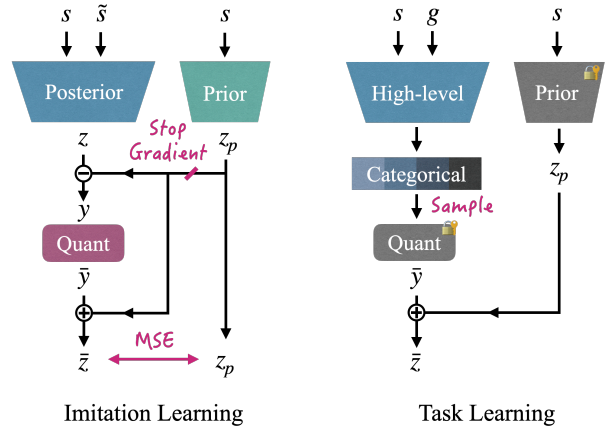 s s̃ s
Posterior Prior
z Stop Gradient z_p
−
y
Quant
ȳ
+
MSE
z̄ z_p
Imitation Learning
s g s
High-level Prior
Categorical z_p
Sample
Quant
ȳ
+
z̄
Task Learning